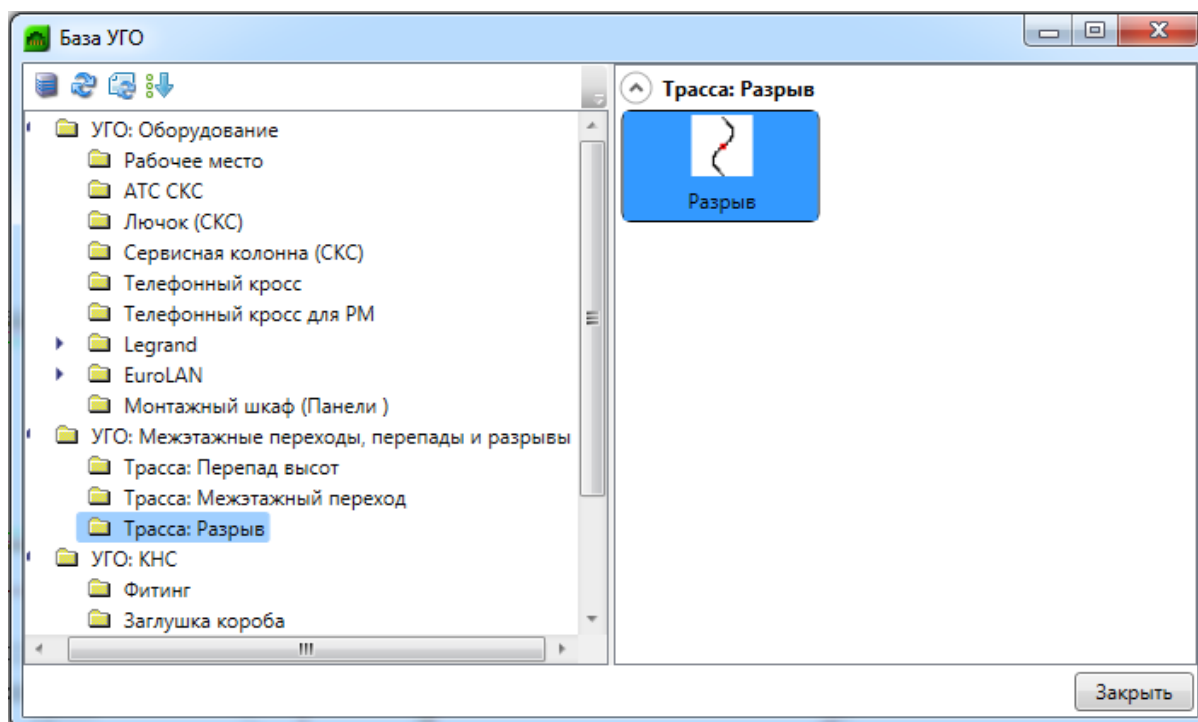 База УГО
УГО: Оборудование
Рабочее место
АТС СКС
Лючок (СКС)
Сервисная колонна (СКС)
Телефонный кросс
Телефонный кросс для РМ
Legrand
EuroLAN
Монтажный шкаф (Панели )
УГО: Межэтажные переходы, перепады и разрывы
Трасса: Перепад высот
Трасса: Межэтажный переход
Трасса: Разрыв
УГО: КНС
Фитинг
Заглушка короба
Трасса: Разрыв
Разрыв
Закрыть